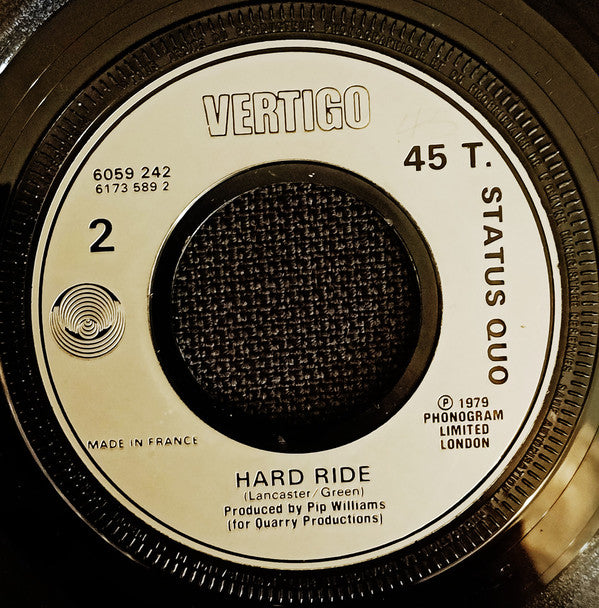 VERTIGO
6059 242
6173 589 2
45 T.
2
STATUS QUO
MADE IN FRANCE
℗ 1979
PHONOGRAM
LIMITED
LONDON
HARD RIDE
(Lancaster/Green)
Produced by Pip Williams
(for Quarry Productions)